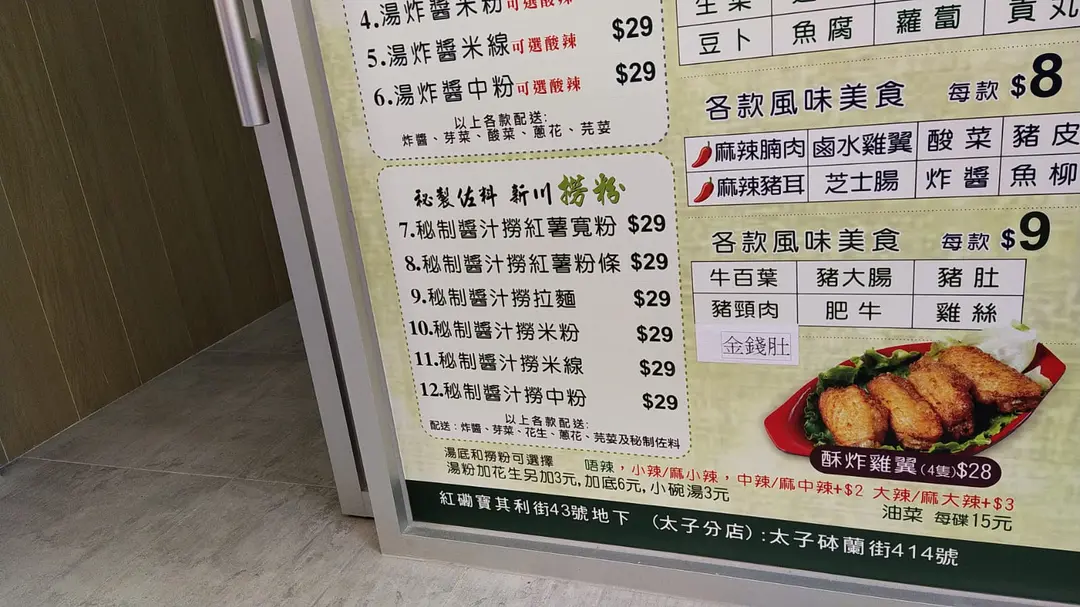 4.湯炸醬米粉可選酸辣
5.湯炸醬米線可選酸辣 $29
6.湯炸醬中粉可選酸辣 $29
以上各款配送:
炸醬、芽菜、酸菜、蔥花、芫荽
秘製佐料 新川撈粉
7.秘制醬汁撈紅薯寬粉 $29
8.秘制醬汁撈紅薯粉條 $29
9.秘制醬汁撈拉麵 $29
10.秘制醬汁撈米粉 $29
11.秘制醬汁撈米線 $29
12.秘制醬汁撈中粉 $29
以上各款配送:
配送:炸醬、芽菜、花生、蔥花、芫荽及秘制佐料
湯底和撈粉可選擇 唔辣,小辣/麻小辣,中辣/麻中辣+$2 大辣/麻大辣+$3
湯粉加花生另加3元,加底6元,小碗湯3元
豆卜 魚腐 蘿蔔 貢丸
各款風味美食 每款 $8
麻辣腩肉 鹵水雞翼 酸菜 豬皮
麻辣豬耳 芝士腸 炸醬 魚柳
各款風味美食 每款 $9
牛百葉 豬大腸 豬肚
豬頸肉 肥牛 雞絲
金錢肚
酥炸雞翼(4隻)$28
油菜 每碟15元
紅磡寶其利街43號地下 (太子分店):太子砵蘭街414號